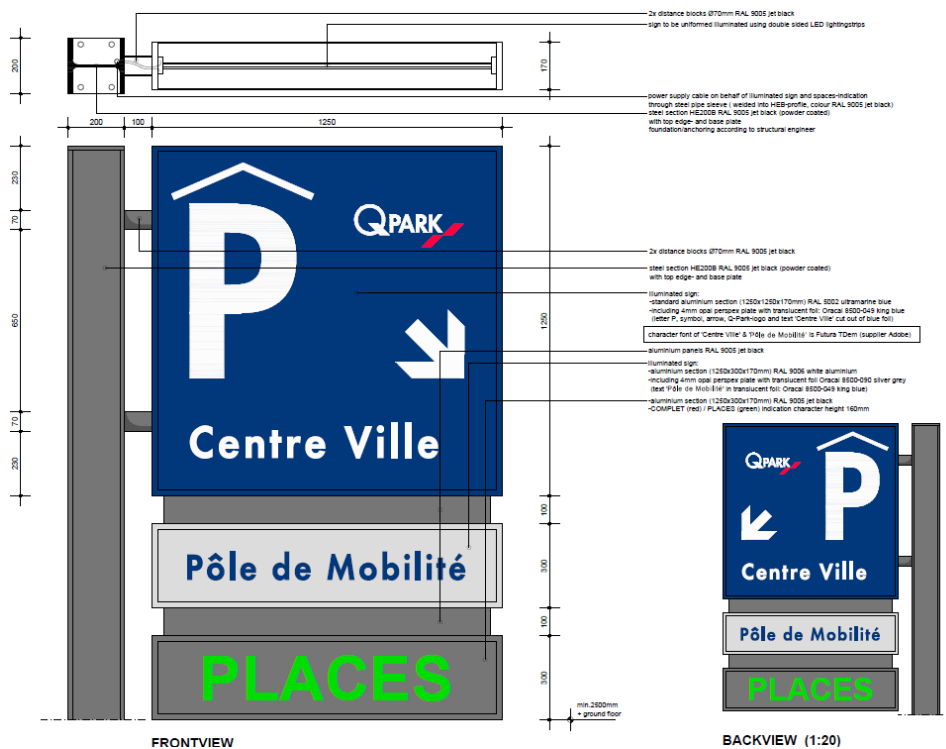 2x distance blocks Ø70mm RAL 9005 jet black
sign to be uniformed illuminated using double sided LED lightingstrips
200
170
power supply cable on behalf of illuminated sign and spaces-indication
through steel pipe sleeve ( welded into HEB-profile, colour RAL 9005 jet black)
steel section HE200B RAL 9005 jet black (powder coated)
with top edge- and base plate
foundation/anchoring according to structural engineer
200
100
1250
230
70
650
70
230
P
QPARK
Centre Ville
1250
2x distance blocks Ø70mm RAL 9005 jet black
steel section HE200B RAL 9005 jet black (powder coated)
with top edge- and base plate
illuminated sign:
-standard aluminium section (1250x1250x170mm) RAL 5002 ultramarine blue
-including 4mm opal perspex plate with translucent foil: Oracal 8500-049 king blue
(letter P, symbol, arrow, Q-Park-logo and text 'Centre Ville' cut out of blue foil)
character font of 'Centre Ville' & 'Pôle de Mobilité' is Futura TDem (supplier Adobe)
aluminium panels RAL 9005 jet black
illuminated sign:
-aluminium section (1250x300x170mm) RAL 9006 white aluminium
-including 4mm opal perspex plate with translucent foil Oracal 8500-090 silver grey
(text 'Pôle de Mobilité' in translucent foil: Oracal 8500-049 king blue)
-aluminium section (1250x300x170mm) RAL 9005 jet black
-COMPLET (red) / PLACES (green) indication character height 160mm
100
Pôle de Mobilité
300
100
PLACES
300
min.2500mm
+ ground floor
FRONTVIEW
QPARK
P
Centre Ville
Pôle de Mobilité
PLACES
BACKVIEW (1:20)